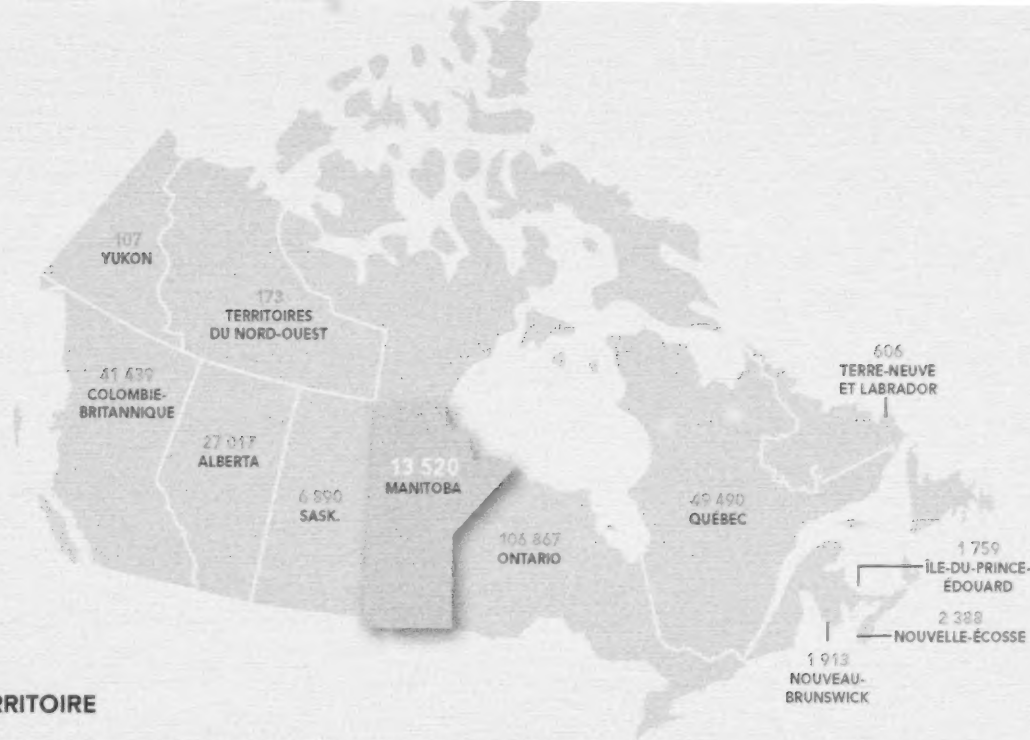 107
YUKON
173
TERRITOIRES
DU NORD-OUEST
41 439
COLOMBIE-
BRITANNIQUE
27 017
ALBERTA
6 890
SASK.
13 520
MANITOBA
106 867
ONTARIO
49 490
QUÉBEC
606
TERRE-NEUVE
ET LABRADOR
1 759
ÎLE-DU-PRINCE-
ÉDOUARD
2 388
NOUVELLE-ÉCOSSE
1 913
NOUVEAU-
BRUNSWICK
RRITOIRE